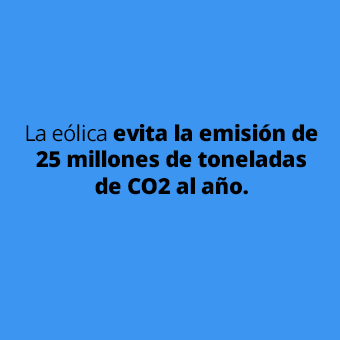 La eólica evita la emisión de
25 millones de toneladas
de CO2 al año.